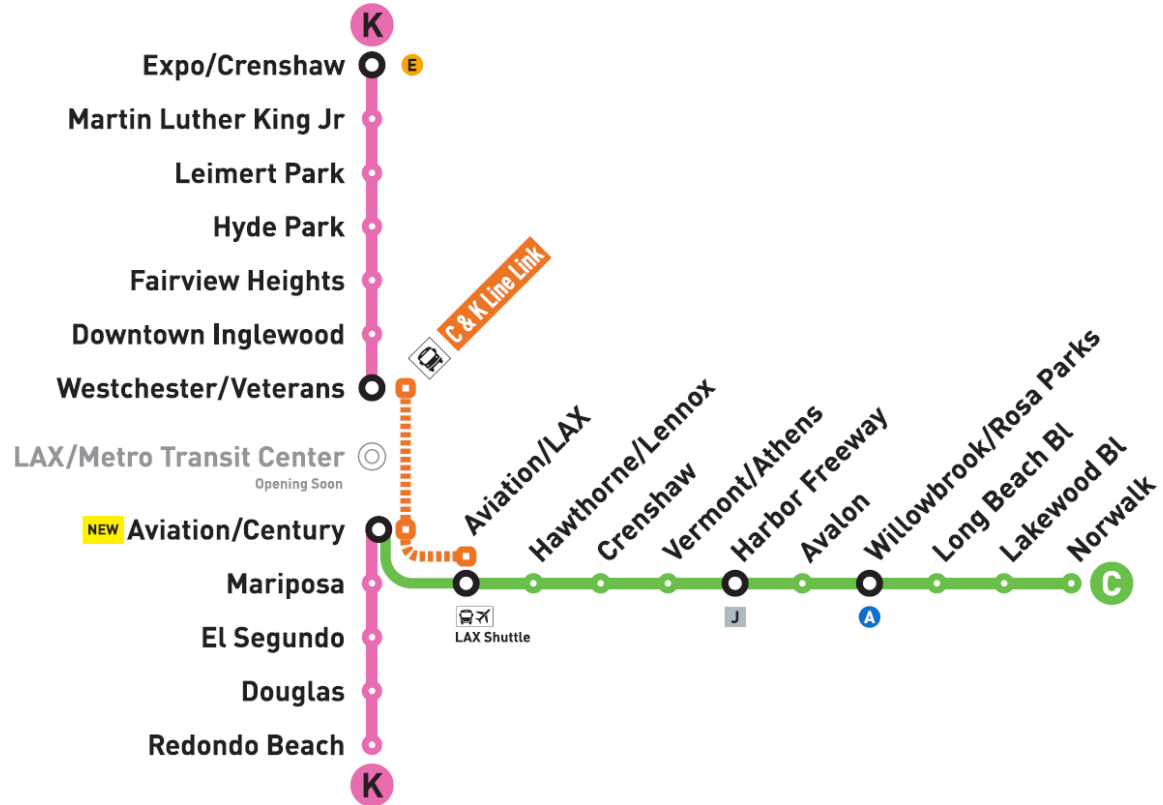 K
Expo/Crenshaw
E
Martin Luther King Jr
Leimert Park
Hyde Park
Fairview Heights
Downtown Inglewood
Westchester/Veterans
C & K Line Link
LAX/Metro Transit Center
Opening Soon
NEW Aviation/Century
Mariposa
El Segundo
Douglas
Redondo Beach
K
Aviation/LAX
LAX Shuttle
Hawthorne/Lennox
Crenshaw
Vermont/Athens
Harbor Freeway
J
Avalon
Willowbrook/Rosa Parks
A
Long Beach Bl
Lakewood Bl
Norwalk
C